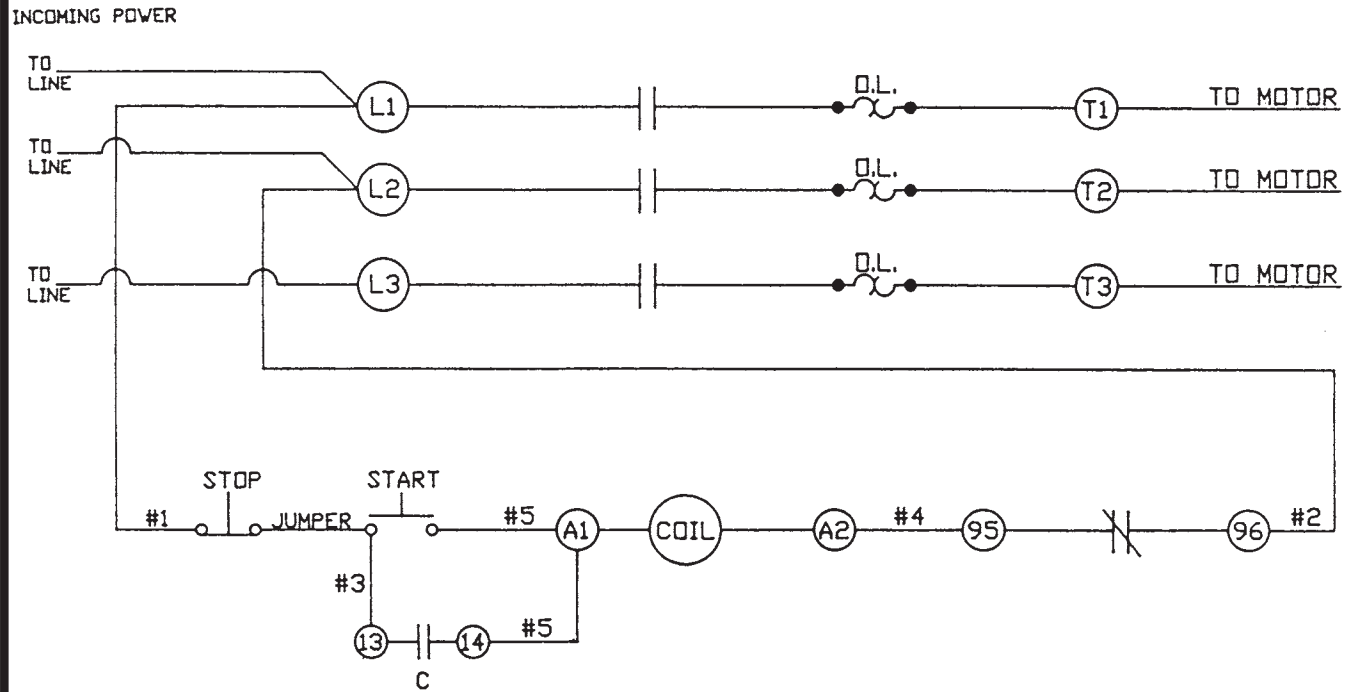 INCOMING POWER
TO
LINE
L1
O.L.
T1
TO MOTOR
TO
LINE
L2
O.L.
T2
TO MOTOR
TO
LINE
L3
O.L.
T3
TO MOTOR
STOP
START
#1
JUMPER
#5
A1
COIL
A2
#4
95
96
#2
#3
13
14
#5
C